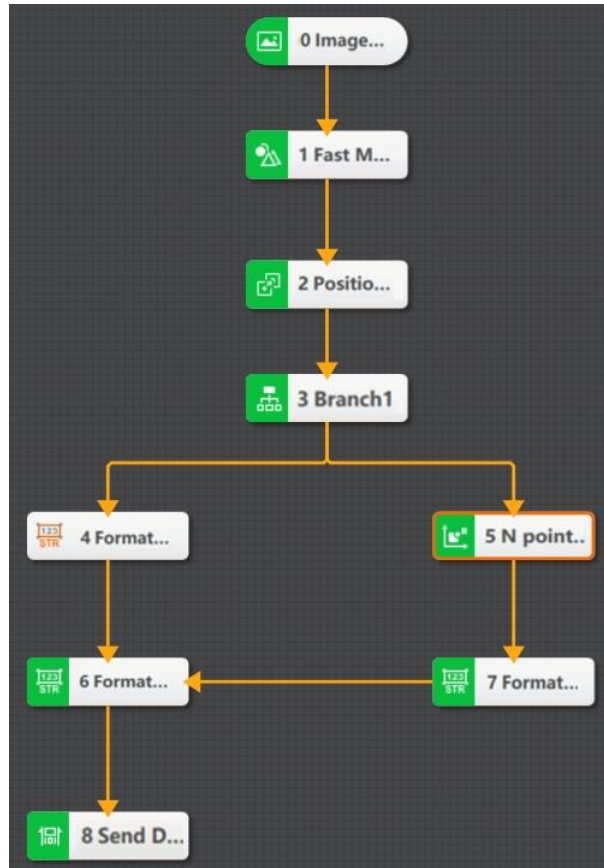 0 Image...
1 Fast M...
2 Positio...
3 Branch1
123
STR
4 Format...
5 N point..
123
STR
6 Format...
123
STR
7 Format...
8 Send D...